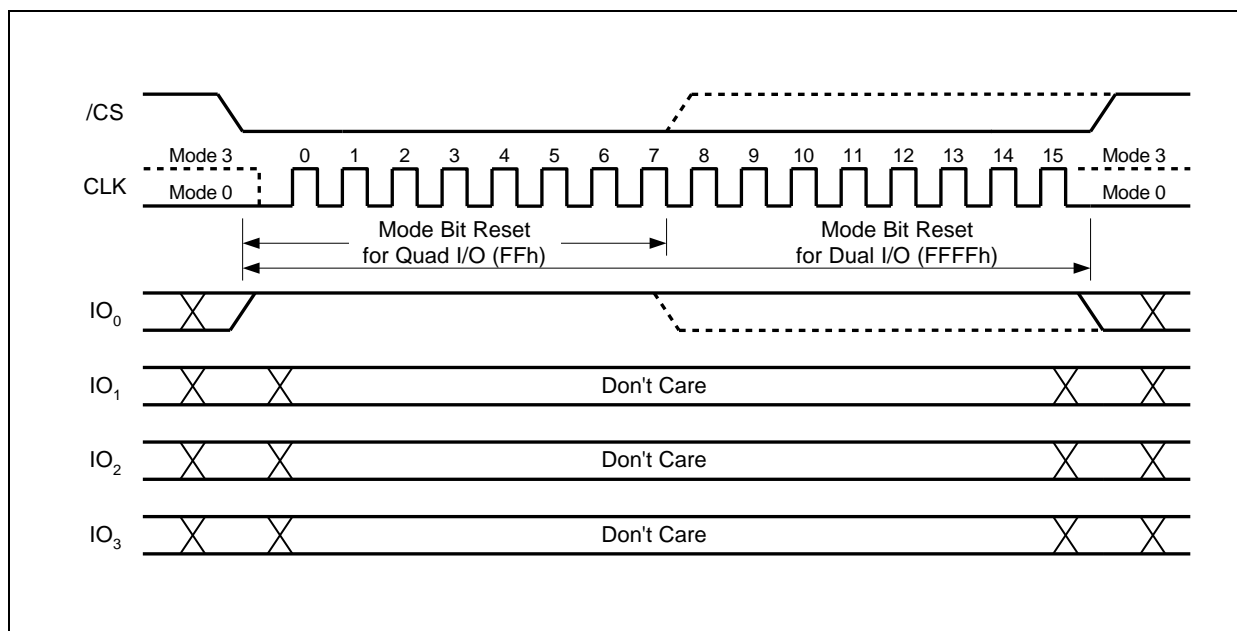 /CS
Mode 3 0 1 2 3 4 5 6 7 8 9 10 11 12 13 14 15 Mode 3
CLK
Mode 0 Mode 0
Mode Bit Reset Mode Bit Reset
for Quad I/O (FFh) for Dual I/O (FFFFh)
IO0
IO1 Don't Care
IO2 Don't Care
IO3 Don't Care